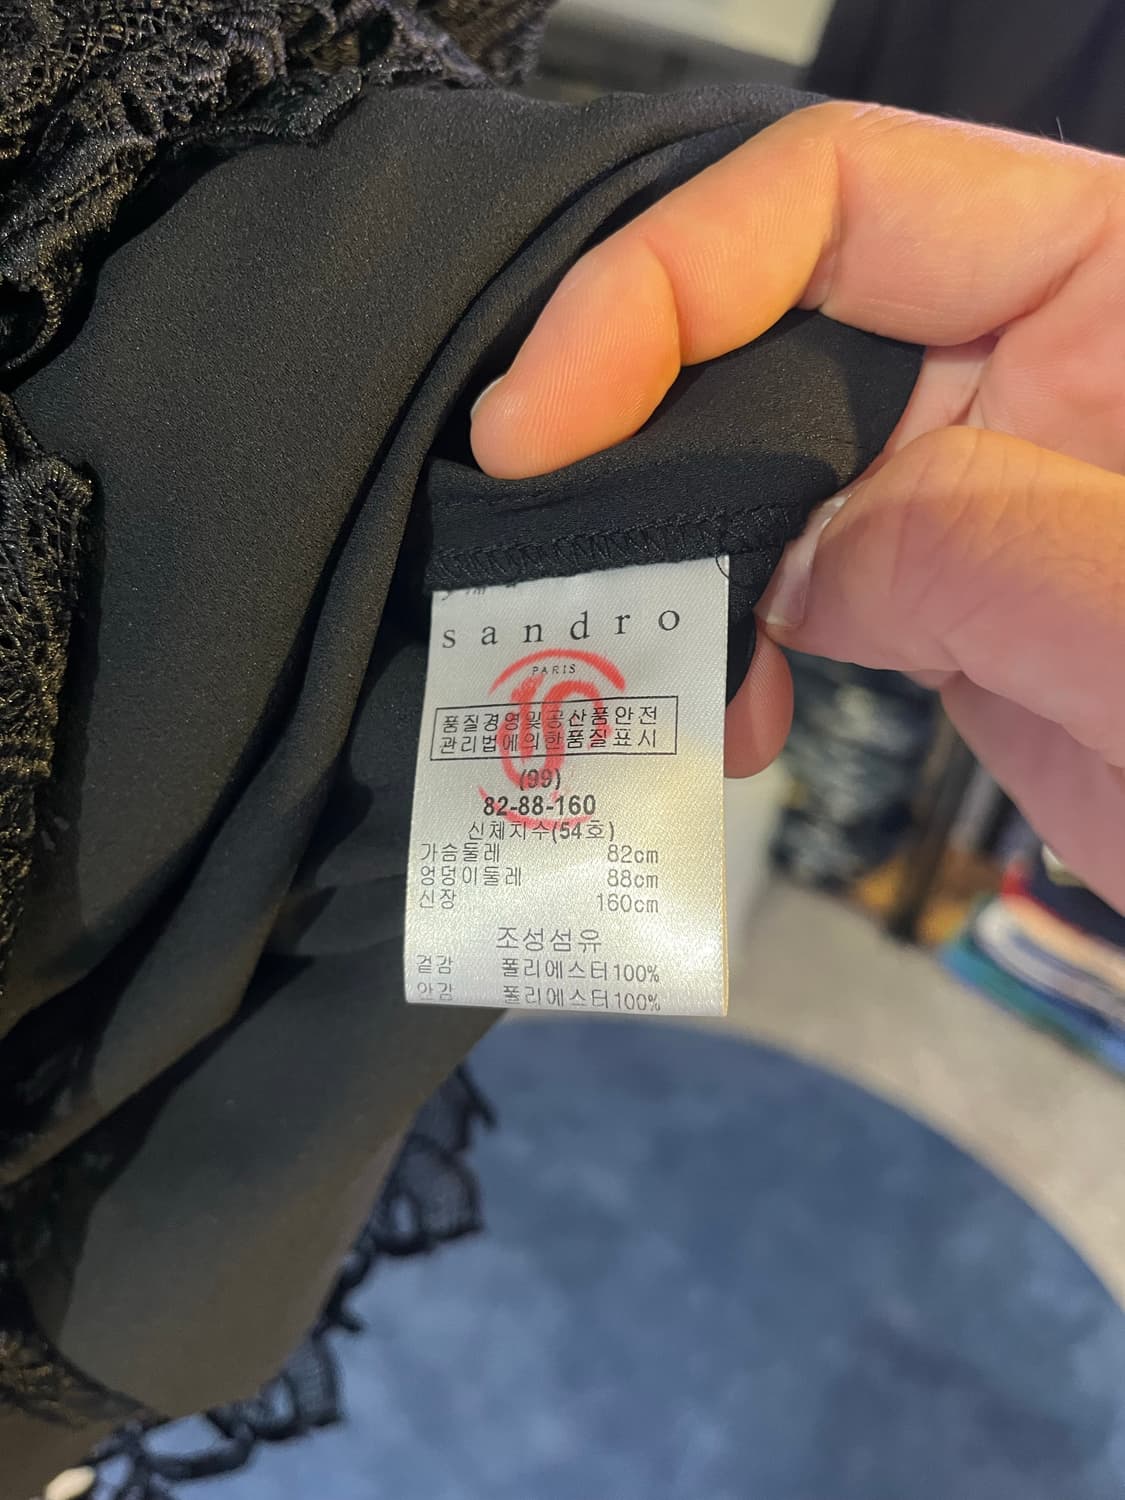 sandro
PARIS
품질경영및공산품안전
관리법에의한품질표시
(99)
82-88-160
신체치수(54호)
가슴둘레 82cm
엉덩이둘레 88cm
신장 160cm
조성섬유
겉감 폴리에스터100%
안감 폴리에스터100%